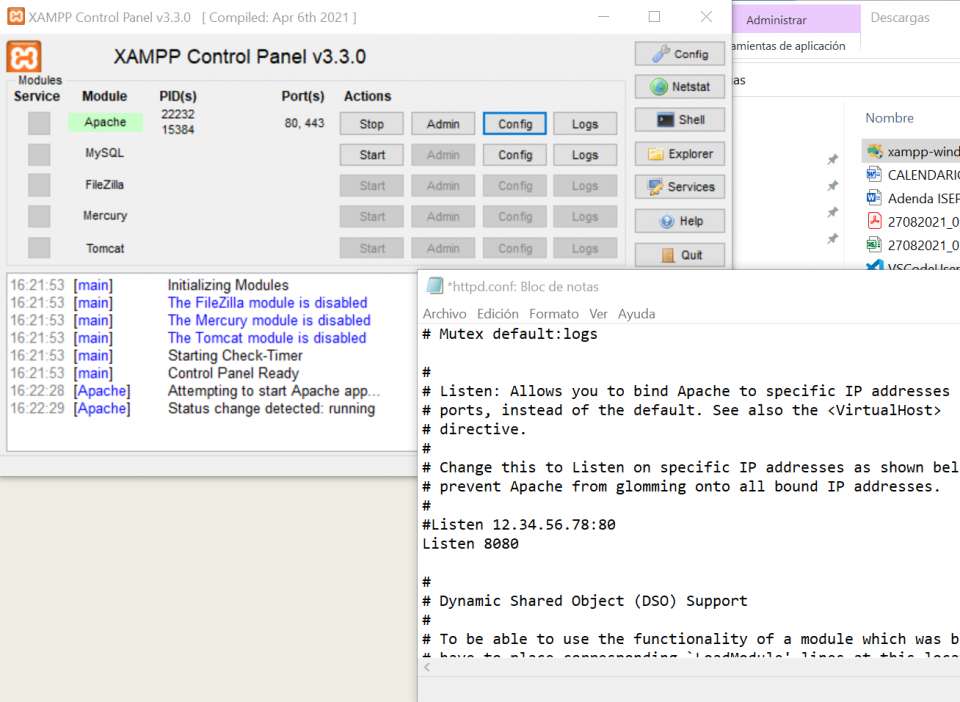 XAMPP Control Panel v3.3.0 [ Compiled: Apr 6th 2021 ]
XAMPP Control Panel v3.3.0
Modules
Service Module PID(s) Port(s) Actions
Apache 22232 15384 80, 443 Stop Admin Config Logs
MySQL Start Admin Config Logs
FileZilla Start Admin Config Logs
Mercury Start Admin Config Logs
Tomcat Start Admin Config Logs
Config
Netstat
Shell
Explorer
Services
Help
Quit
16:21:53 [main] Initializing Modules
16:21:53 [main] The FileZilla module is disabled
16:21:53 [main] The Mercury module is disabled
16:21:53 [main] The Tomcat module is disabled
16:21:53 [main] Starting Check-Timer
16:21:53 [main] Control Panel Ready
16:22:28 [Apache] Attempting to start Apache app...
16:22:29 [Apache] Status change detected: running
Administrar Descargas
amientas de aplicación
as
Nombre
xampp-wind
CALENDARIO
Adenda ISEP
27082021_0
27082021_0
VSCodeUser
*httpd.conf: Bloc de notas
Archivo Edición Formato Ver Ayuda
# Mutex default:logs
#
# Listen: Allows you to bind Apache to specific IP addresses
# ports, instead of the default. See also the <VirtualHost>
# directive.
#
# Change this to Listen on specific IP addresses as shown bel
# prevent Apache from glomming onto all bound IP addresses.
#
#Listen 12.34.56.78:80
Listen 8080
#
# Dynamic Shared Object (DSO) Support
#
# To be able to use the functionality of a module which was b
# have to place corresponding `LoadModule' lines at this loca